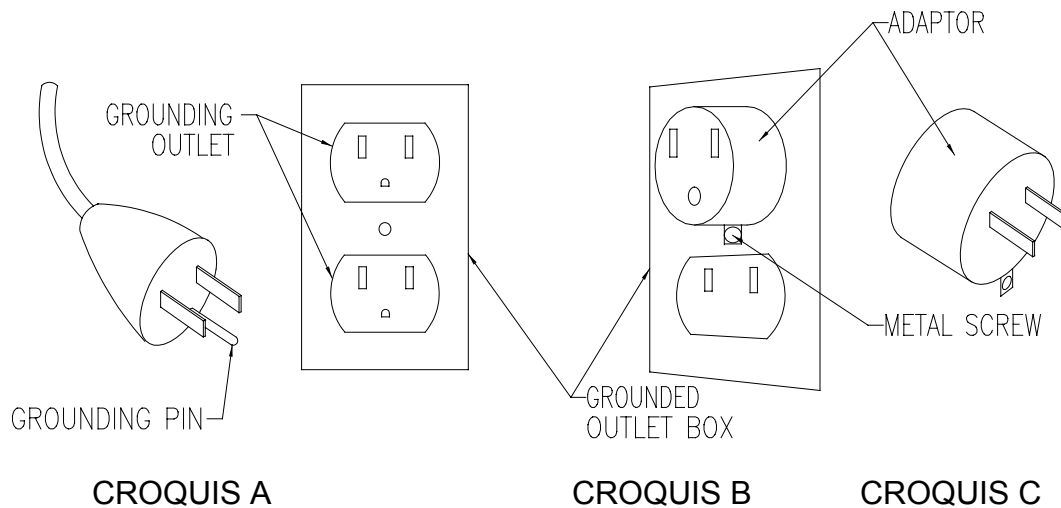 ADAPTOR
GROUNDING
OUTLET
METAL SCREW
GROUNDING PIN
GROUNDED
OUTLET BOX
CROQUIS A
CROQUIS B
CROQUIS C